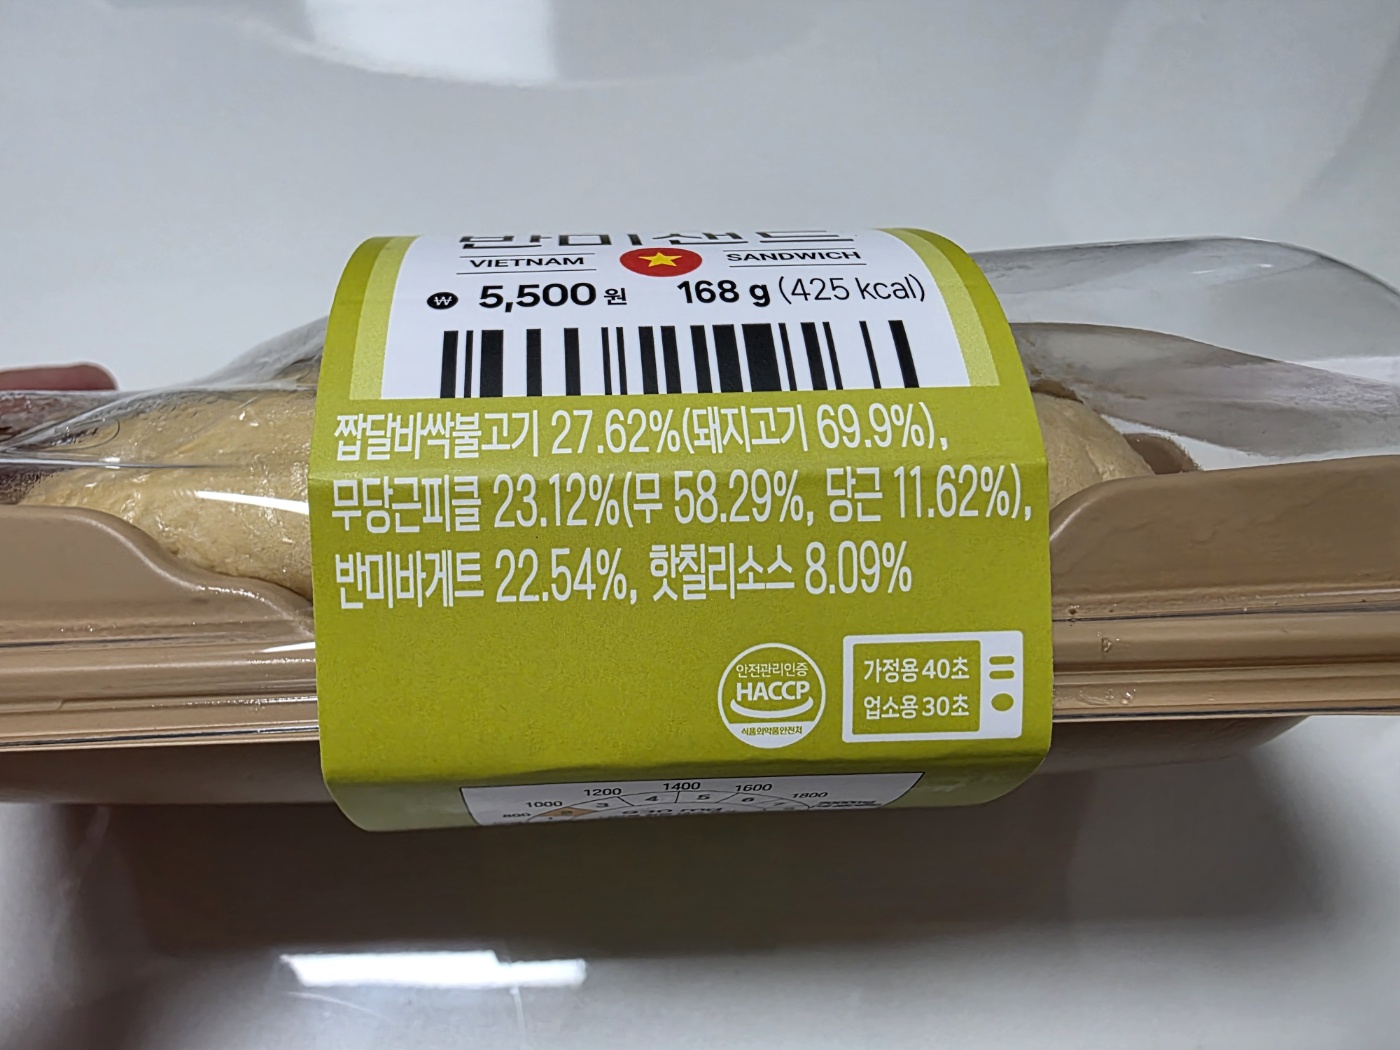 반미샌드
VIETNAM SANDWICH
₩ 5,500원 168 g (425 kcal)
짭달바싹불고기 27.62%(돼지고기 69.9%),
무당근피클 23.12%(무 58.29%, 당근 11.62%),
반미바게트 22.54%, 핫칠리소스 8.09%
안전관리인증
HACCP
식품의약품안전처
가정용 40초
업소용 30초
800 1000 1200 1400 1600 1800
3 4 5 6